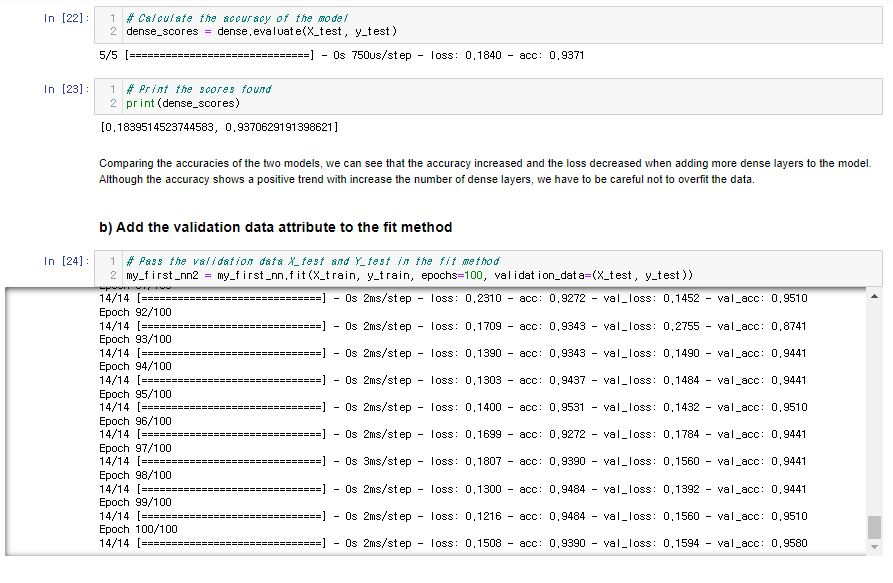 In [22]:
1 # Calculate the accuracy of the model
2 dense_scores = dense.evaluate(X_test, y_test)
5/5 [==============================] - 0s 750us/step - loss: 0.1840 - acc: 0.9371
In [23]:
1 # Print the scores found
2 print(dense_scores)
[0.1839514523744583, 0.9370629191398621]
Comparing the accuracies of the two models, we can see that the accuracy increased and the loss decreased when adding more dense layers to the model.
Although the accuracy shows a positive trend with increase the number of dense layers, we have to be careful not to overfit the data.
b) Add the validation data attribute to the fit method
In [24]:
1 # Pass the validation data X_test and Y_test in the fit method
2 my_first_nn2 = my_first_nn.fit(X_train, y_train, epochs=100, validation_data=(X_test, y_test))
14/14 [==============================] - 0s 2ms/step - loss: 0.2310 - acc: 0.9272 - val_loss: 0.1452 - val_acc: 0.9510
Epoch 92/100
14/14 [==============================] - 0s 2ms/step - loss: 0.1709 - acc: 0.9343 - val_loss: 0.2755 - val_acc: 0.8741
Epoch 93/100
14/14 [==============================] - 0s 2ms/step - loss: 0.1390 - acc: 0.9343 - val_loss: 0.1490 - val_acc: 0.9441
Epoch 94/100
14/14 [==============================] - 0s 2ms/step - loss: 0.1303 - acc: 0.9437 - val_loss: 0.1484 - val_acc: 0.9441
Epoch 95/100
14/14 [==============================] - 0s 2ms/step - loss: 0.1400 - acc: 0.9531 - val_loss: 0.1432 - val_acc: 0.9510
Epoch 96/100
14/14 [==============================] - 0s 2ms/step - loss: 0.1699 - acc: 0.9272 - val_loss: 0.1784 - val_acc: 0.9441
Epoch 97/100
14/14 [==============================] - 0s 3ms/step - loss: 0.1807 - acc: 0.9390 - val_loss: 0.1560 - val_acc: 0.9441
Epoch 98/100
14/14 [==============================] - 0s 2ms/step - loss: 0.1300 - acc: 0.9484 - val_loss: 0.1392 - val_acc: 0.9441
Epoch 99/100
14/14 [==============================] - 0s 2ms/step - loss: 0.1216 - acc: 0.9484 - val_loss: 0.1560 - val_acc: 0.9510
Epoch 100/100
14/14 [==============================] - 0s 2ms/step - loss: 0.1508 - acc: 0.9390 - val_loss: 0.1594 - val_acc: 0.9580